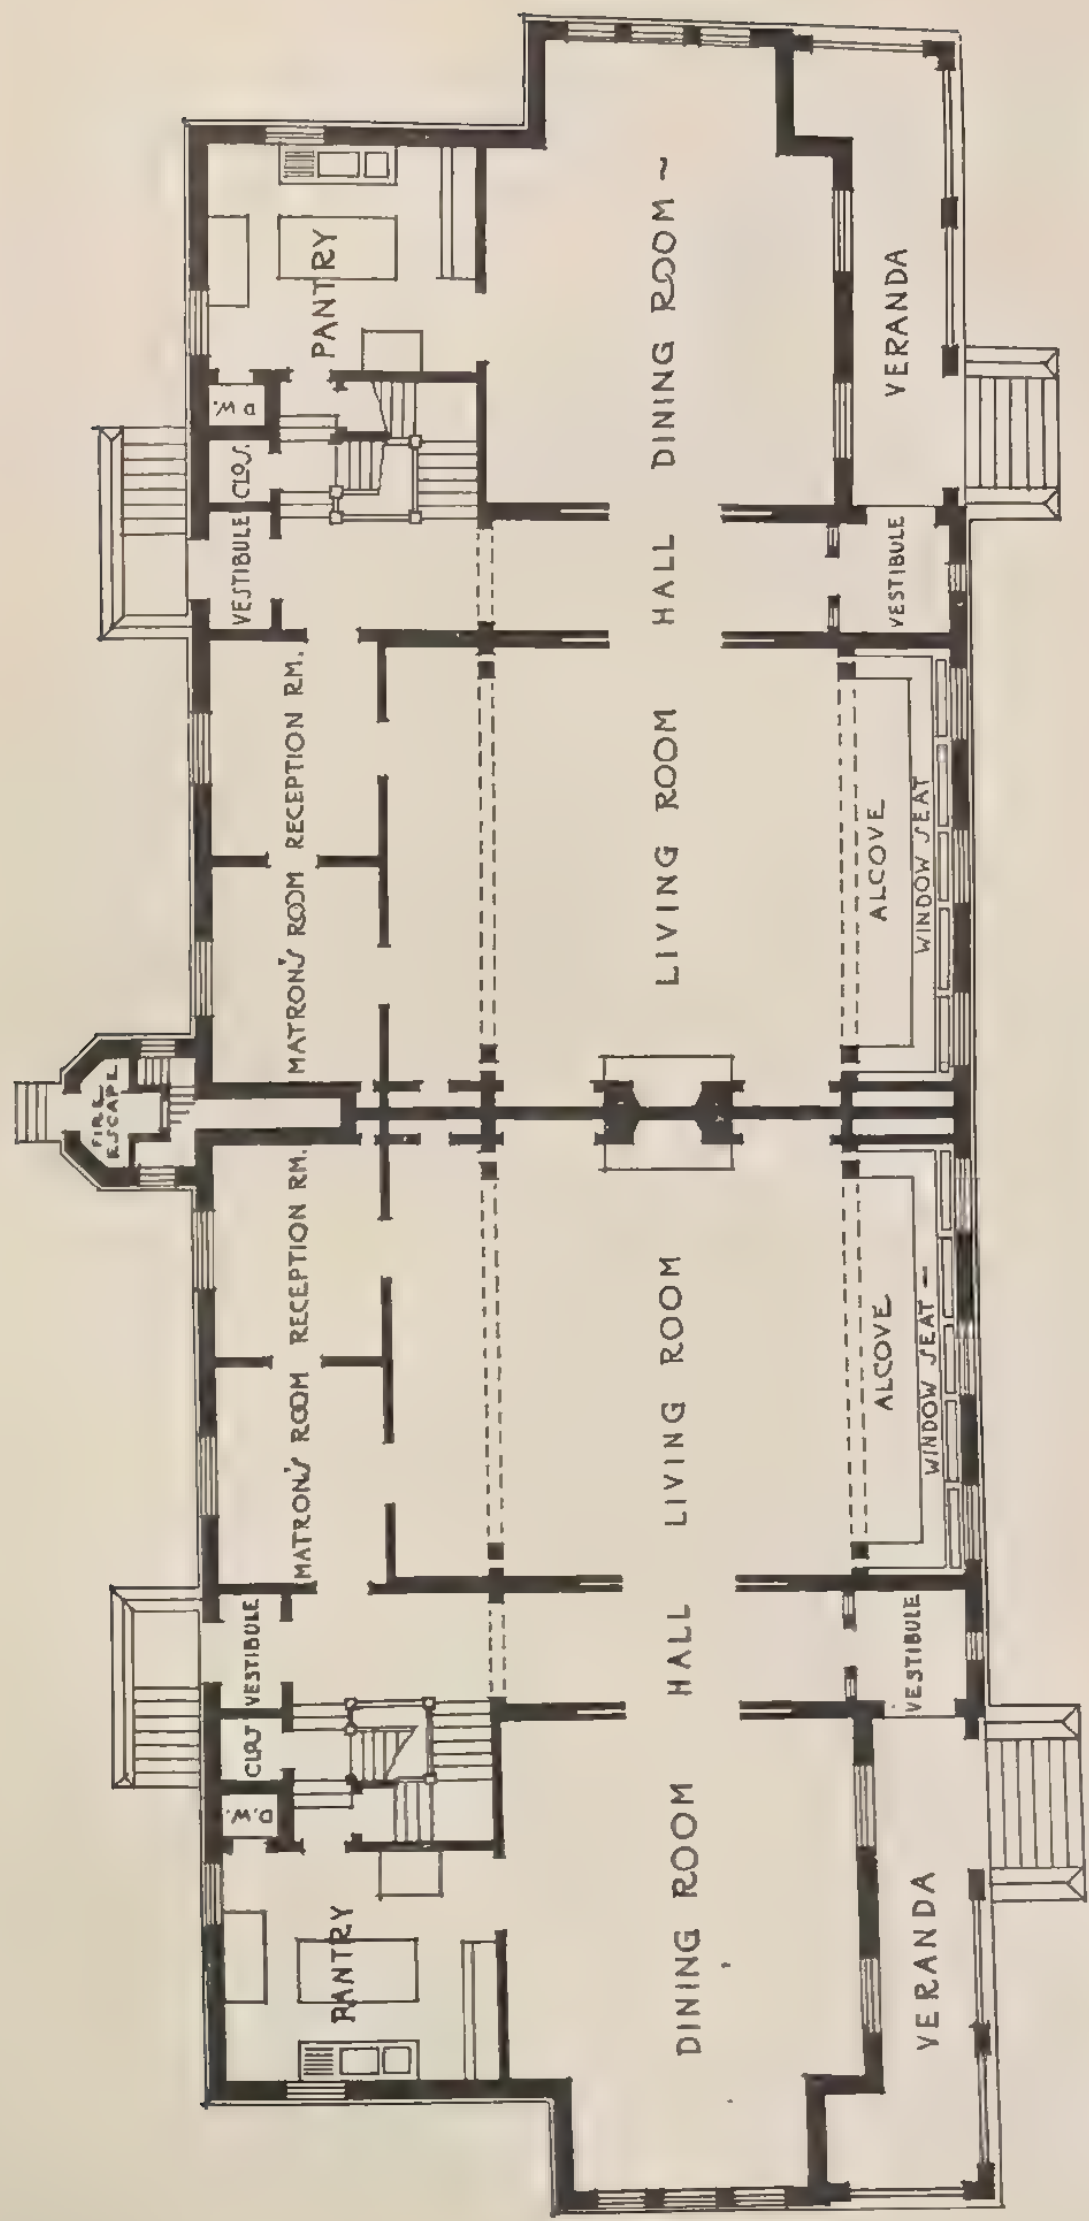 FIRE
ESCAPE
D.W.
CLOS
VESTIBULE
VESTIBULE
CLOS.
D.W.
PANTRY
MATRON'S ROOM
RECEPTION RM.
MATRON'S ROOM
RECEPTION RM.
PANTRY
DINING ROOM
HALL
LIVING ROOM
LIVING ROOM
HALL
DINING ROOM ~
VERANDA
VESTIBULE
ALCOVE
WINDOW SEAT —
ALCOVE
WINDOW SEAT
VESTIBULE
VERANDA